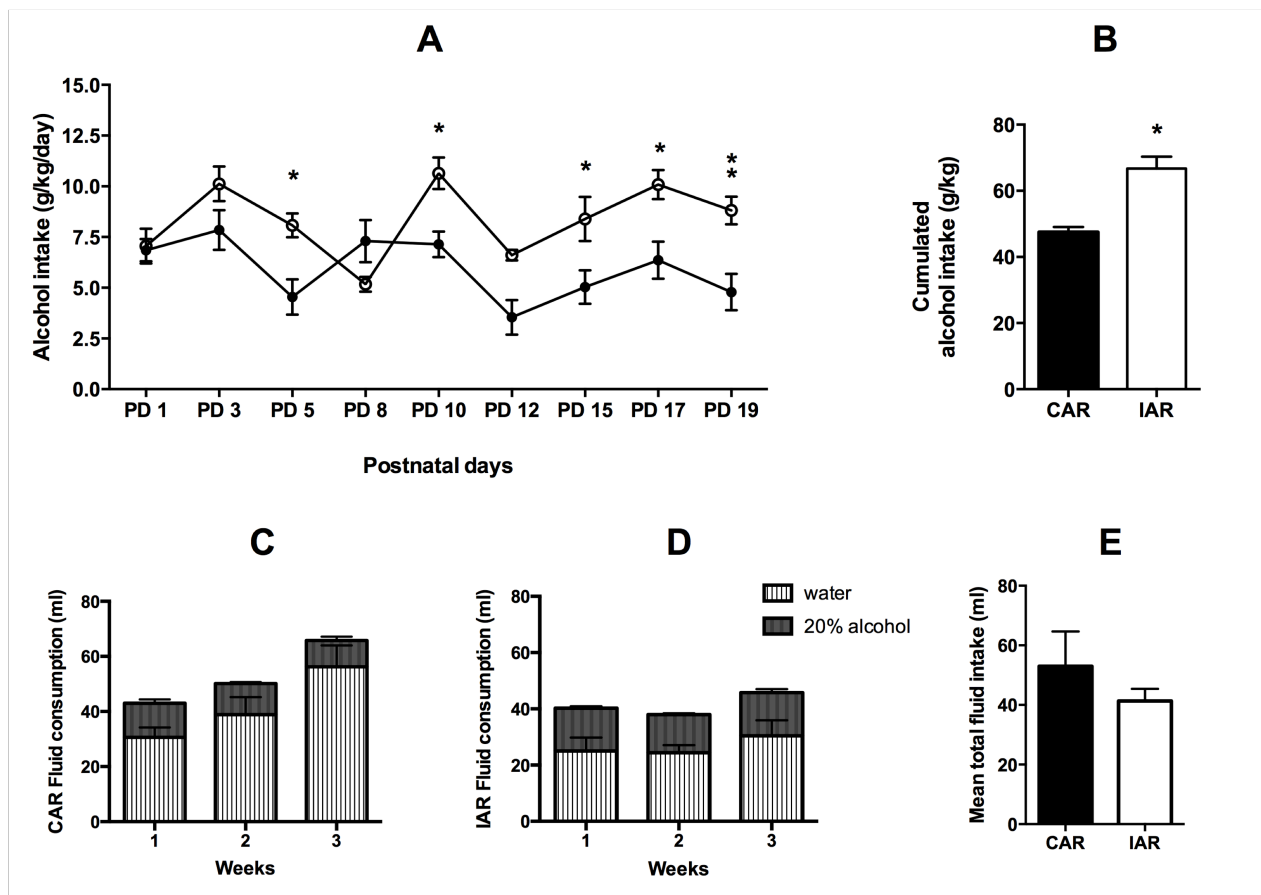 A
Alcohol intake (g/kg/day)
15.0
12.5
10.0
7.5
5.0
2.5
0.0
*
*
*
*
*
*
PD 1 PD 3 PD 5 PD 8 PD 10 PD 12 PD 15 PD 17 PD 19
Postnatal days
B
Cumulated
alcohol intake (g/kg)
80
60
40
20
0
*
CAR IAR
C
CAR Fluid consumption (ml)
80
60
40
20
0
1 2 3
Weeks
D
IAR Fluid consumption (ml)
80
60
40
20
0
water
20% alcohol
1 2 3
Weeks
E
Mean total fluid intake (ml)
80
60
40
20
0
CAR IAR